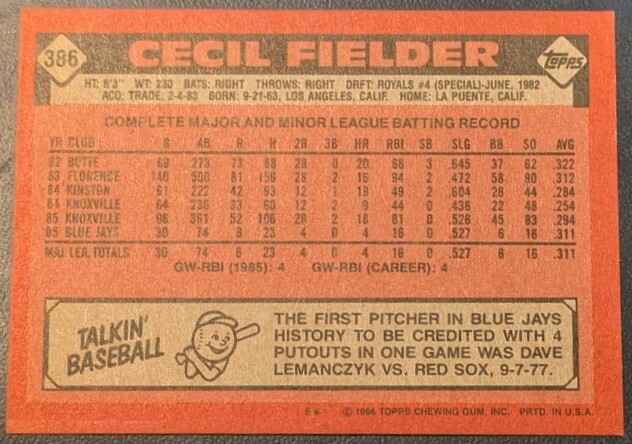 386
CECIL FIELDER
Topps
HT: 6'3" WT: 230 BATS: RIGHT THROWS: RIGHT DRFT: ROYALS #4 (SPECIAL)-JUNE, 1982
ACQ: TRADE, 2-4-83 BORN: 9-21-63, LOS ANGELES, CALIF. HOME: LA PUENTE, CALIF.
COMPLETE MAJOR AND MINOR LEAGUE BATTING RECORD
YR CLUB G AB R H 2B 3B HR RBI SB SLG BB SO AVG
82 BUTTE 69 273 73 88 28 0 20 68 3 .645 37 62 .322
83 FLORENCE 140 500 81 156 28 2 16 94 2 .472 58 90 .312
84 KINSTON 61 222 42 63 12 1 19 49 2 .604 28 44 .284
84 KNOXVILLE 64 236 33 60 12 2 9 44 0 .436 22 48 .254
85 KNOXVILLE 96 361 52 106 26 2 18 81 0 .526 45 83 .294
85 BLUE JAYS 30 74 6 23 4 0 4 16 0 .527 6 16 .311
MAJ. LEA. TOTALS 30 74 6 23 4 0 4 16 0 .527 6 16 .311
GW-RBI (1985): 4 GW-RBI (CAREER): 4
TALKIN'
BASEBALL
THE FIRST PITCHER IN BLUE JAYS
HISTORY TO BE CREDITED WITH 4
PUTOUTS IN ONE GAME WAS DAVE
LEMANCZYK VS. RED SOX, 9-7-77.
E* © 1986 TOPPS CHEWING GUM, INC. PRTD. IN U.S.A.